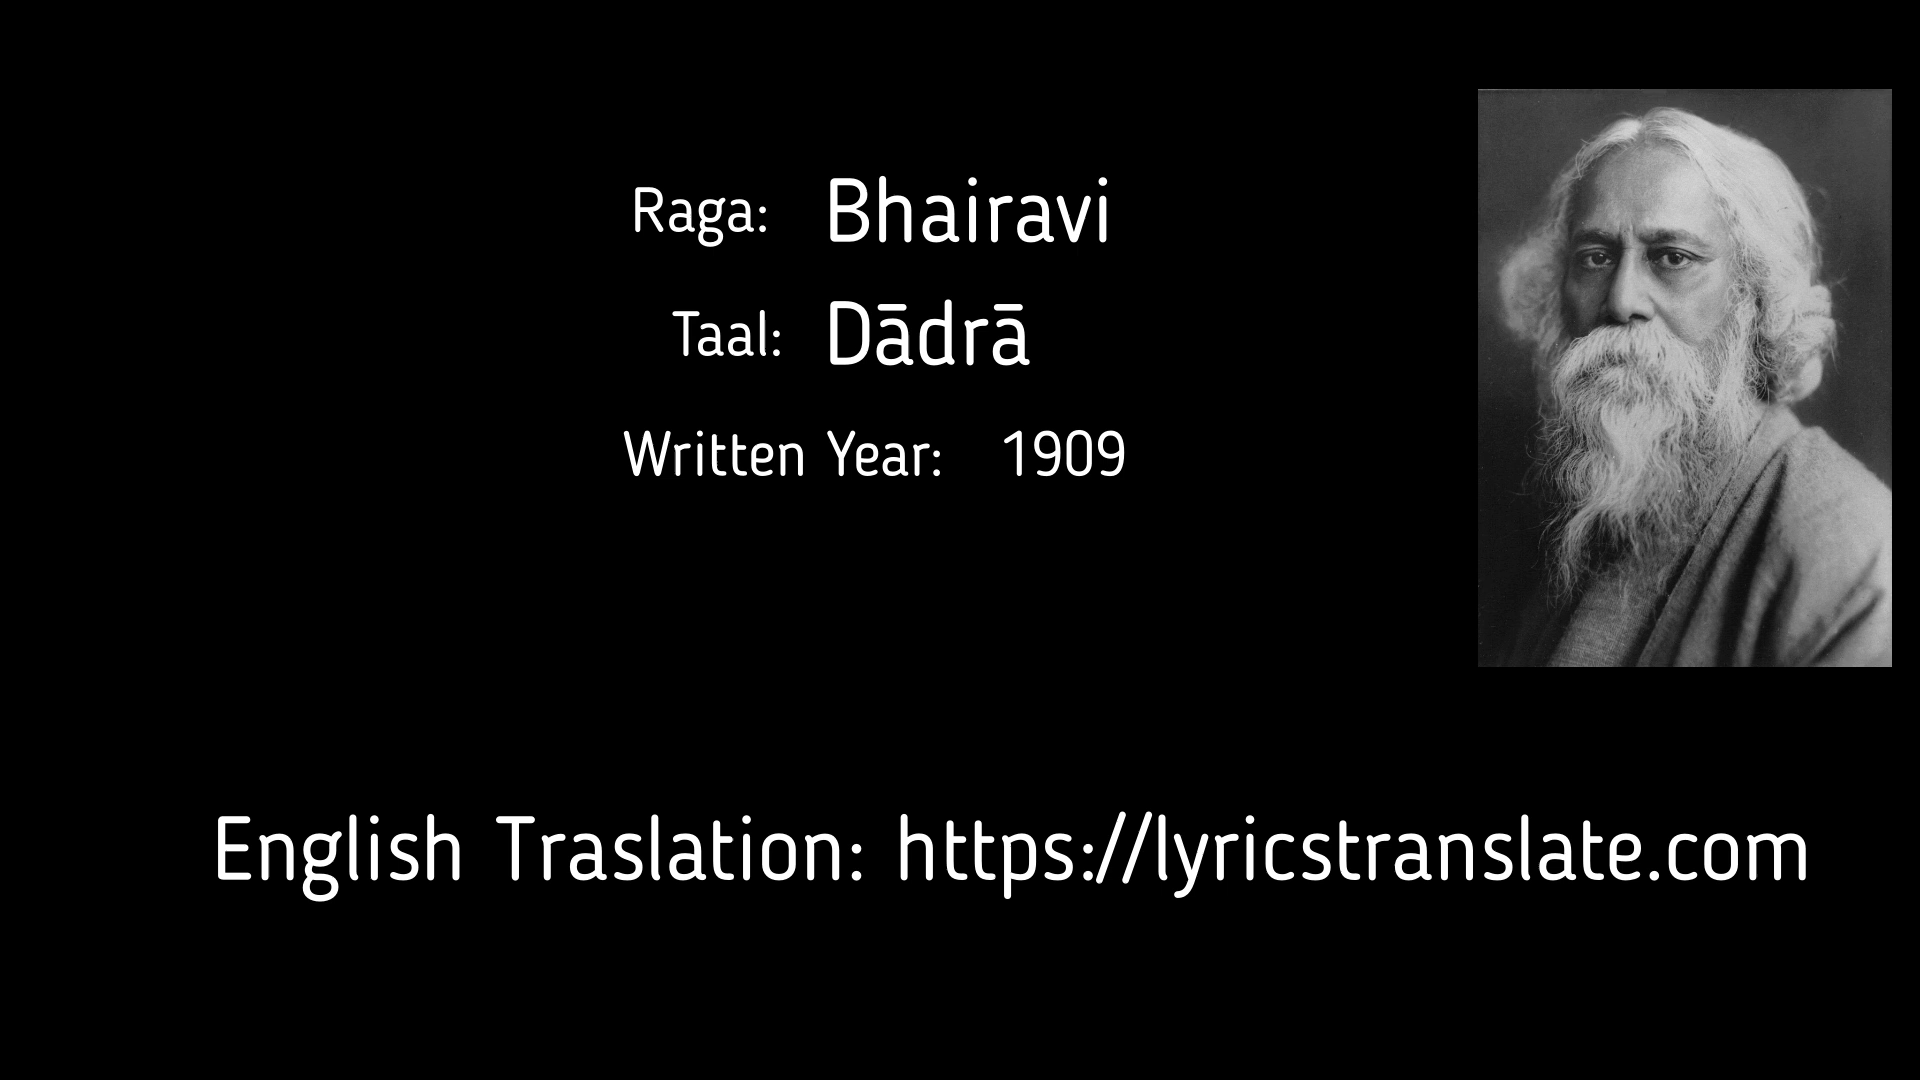 Raga: Bhairavi
Taal: Dādrā
Written Year: 1909
English Traslation: https://lyricstranslate.com